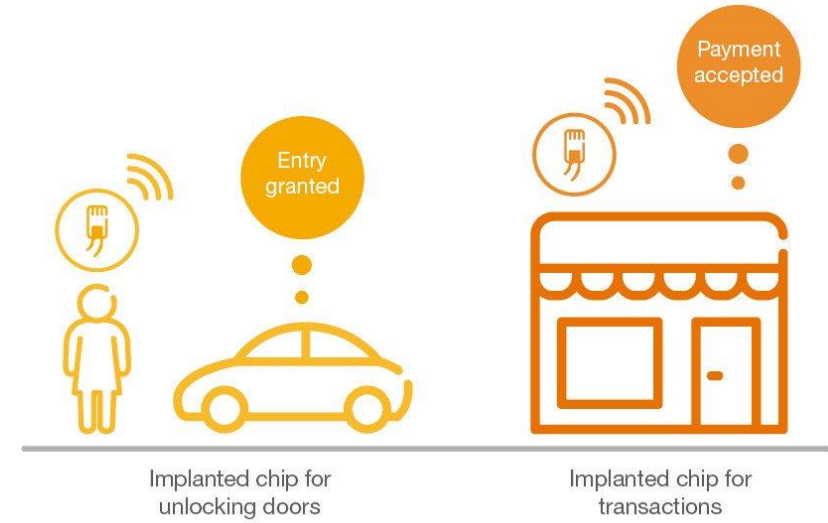 Entry
granted
Payment
accepted
Implanted chip for
unlocking doors
Implanted chip for
transactions